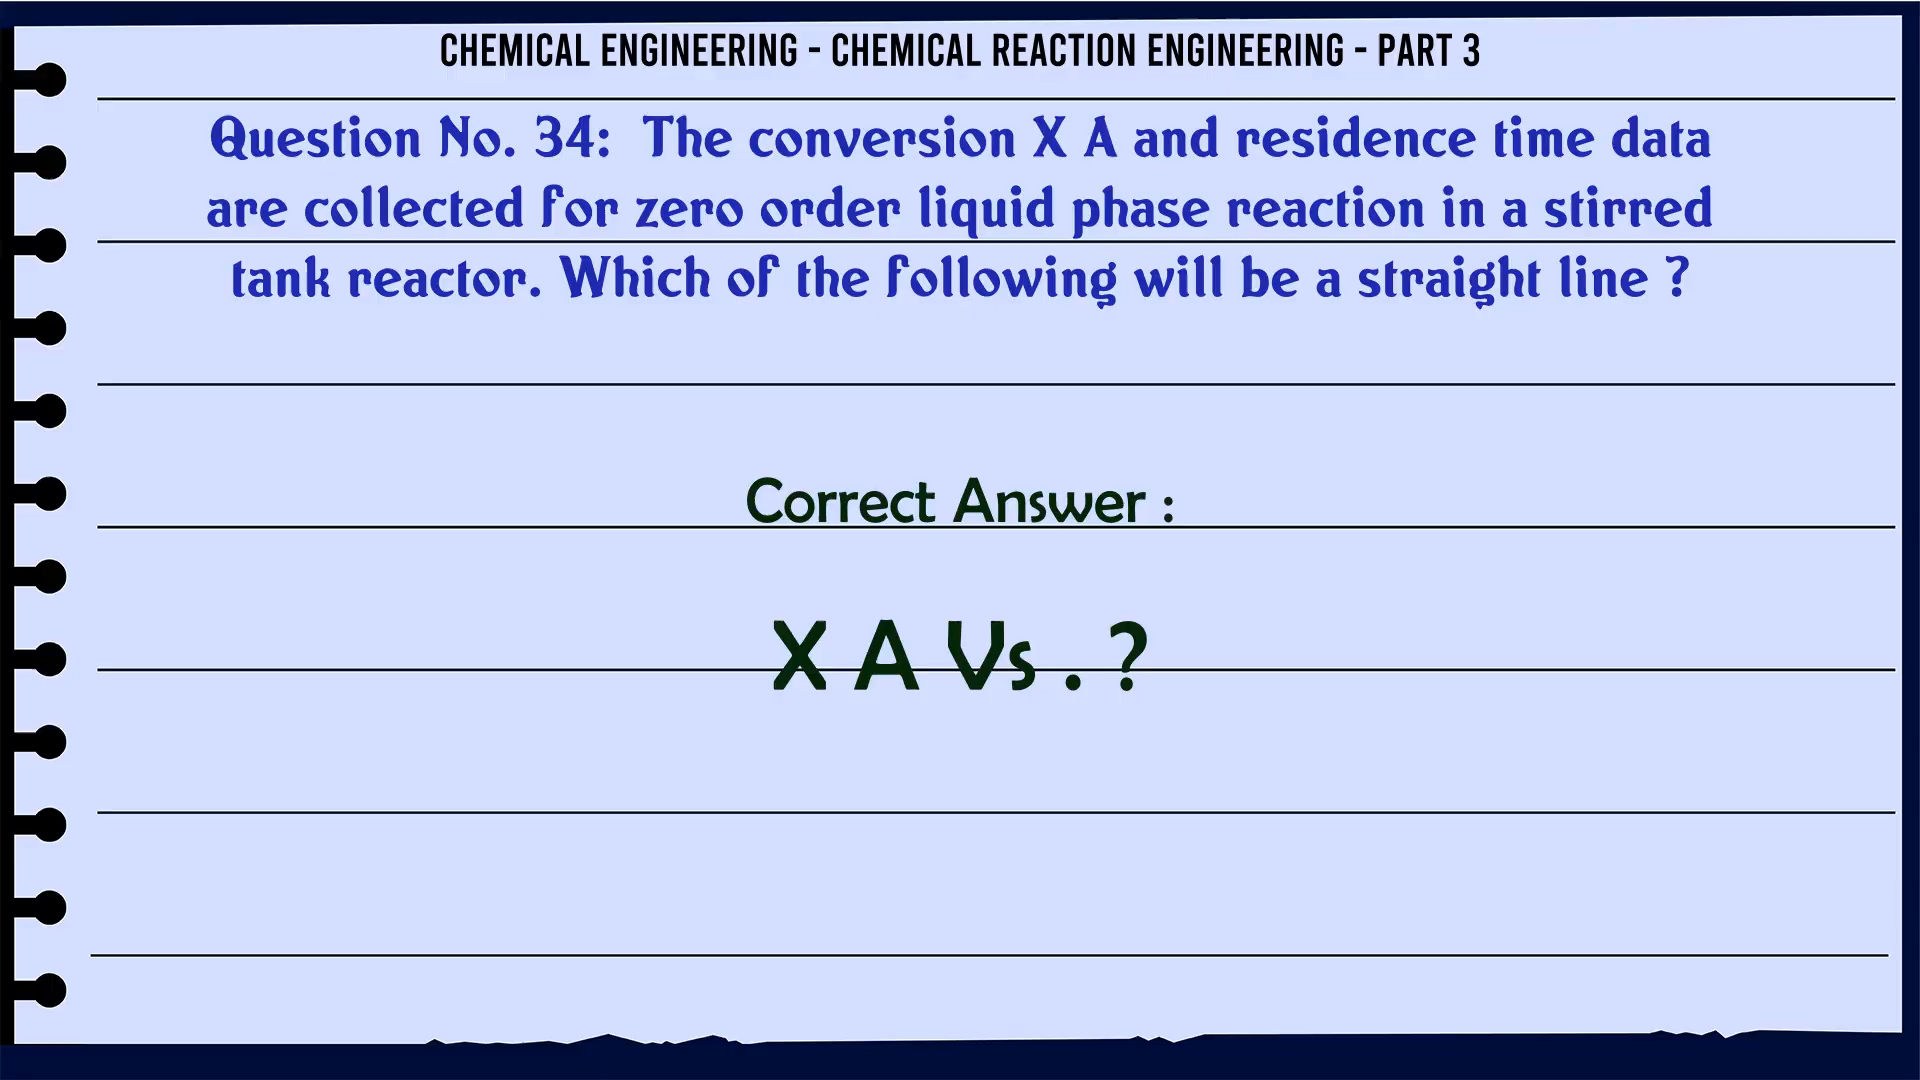 CHEMICAL ENGINEERING - CHEMICAL REACTION ENGINEERING - PART 3
Question No. 34: The conversion X A and residence time data
are collected for zero order liquid phase reaction in a stirred
tank reactor. Which of the following will be a straight line ?
Correct Answer :
X A Vs . ?